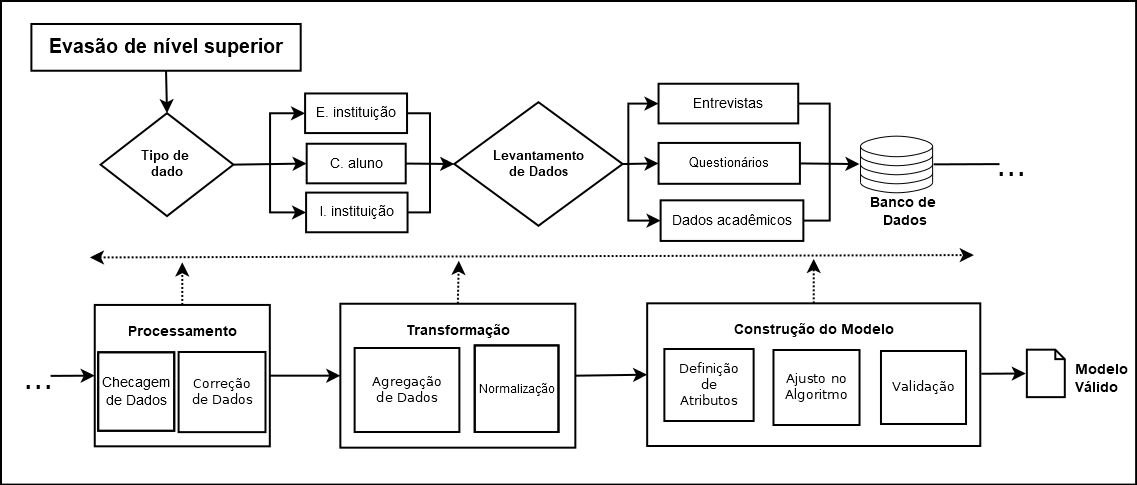 Evasão de nível superior
Tipo de
dado
E. instituição
C. aluno
I. instituição
Levantamento
de Dados
Entrevistas
Questionários
Dados acadêmicos
Banco de
Dados
...
...
Processamento
Checagem
de Dados
Correção
de Dados
Transformação
Agregação
de Dados
Normalização
Construção do Modelo
Definição
de
Atributos
Ajusto no
Algoritmo
Validação
Modelo
Válido